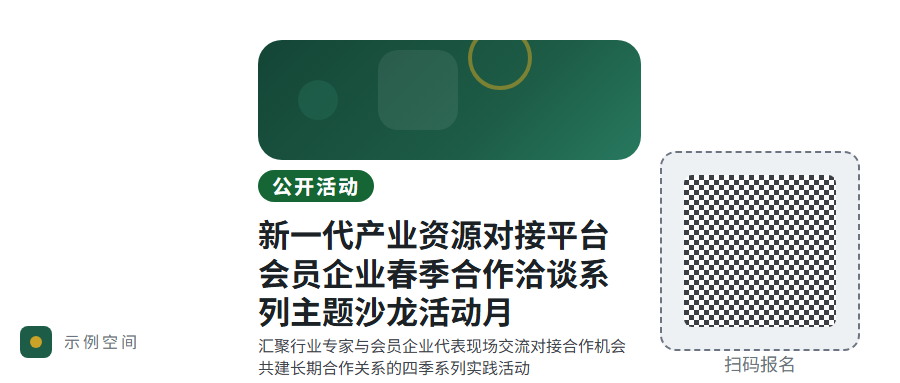 公开活动
新一代产业资源对接平台
会员企业春季合作洽谈系
列主题沙龙活动月
汇聚行业专家与会员企业代表现场交流对接合作机会
共建长期合作关系的四季系列实践活动
示例空间
扫码报名